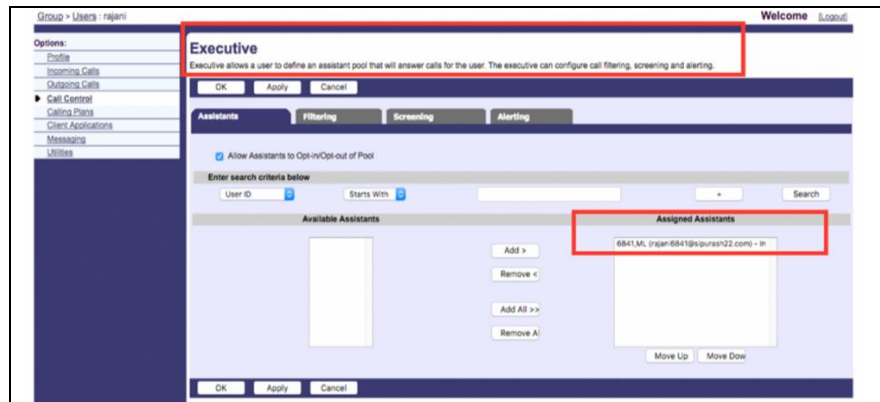 Group > Users : rajani
Welcome [Logout]
Options:
Profile
Incoming Calls
Outgoing Calls
Call Control
Calling Plans
Client Applications
Messaging
Utilities
Executive
Executive allows a user to define an assistant pool that will answer calls for the user. The executive can configure call filtering, screening and alerting.
OK Apply Cancel
Assistants Filtering Screening Alerting
Allow Assistants to Opt-in/Opt-out of Pool
Enter search criteria below
User ID Starts With + Search
Available Assistants Assigned Assistants
6841,ML (rajani6841@sipurash22.com) - In
Add >
Remove <
Add All >>
Remove Al
Move Up Move Dow
OK Apply Cancel